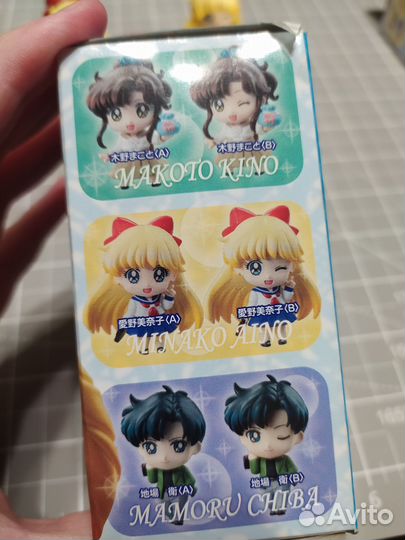 木野まこと〈A〉 木野まこと〈B〉
MAKOTO KINO
愛野美奈子〈A〉 愛野美奈子〈B〉
MINAKO AINO
地場 衛〈A〉 地場 衛〈B〉
MAMORU CHIBA
Avito